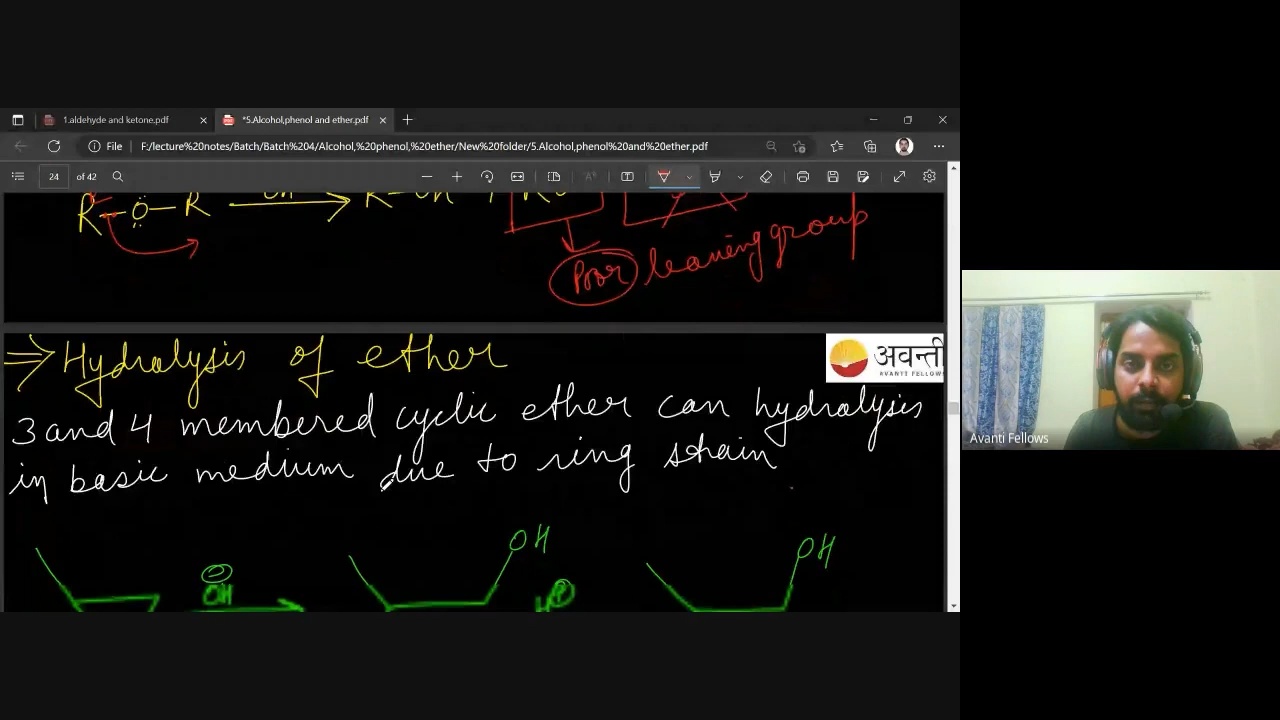 1.aldehyde and ketone.pdf
*5.Alcohol,phenol and ether.pdf
File
F:/lecture%20notes/Batch/Batch%204/Alcohol,%20phenol,%20ether/New%20folder/5.Alcohol,phenol%20and%20ether.pdf
24 of 42
R-O-R
Poor leaving group
⇒ Hydrolysis of ether
अवन्ती
AVANTI FELLOWS
3 and 4 membered cyclic ether can hydrolysis
in basic medium due to ring strain
OH
OH
OH
H⊕
Avanti Fellows